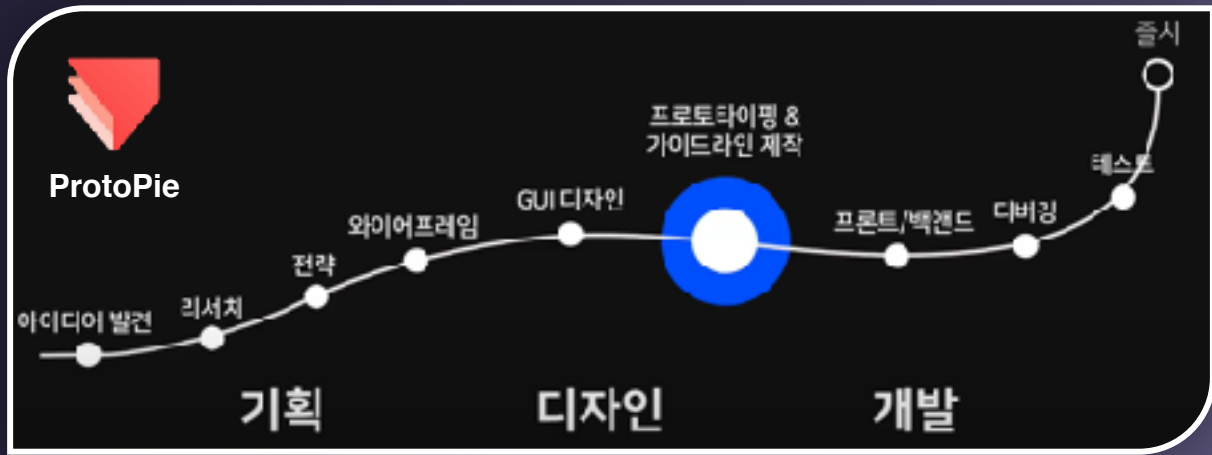 ProtoPie
아이디어 발견
리서치
전략
와이어프레임
GUI 디자인
프로토타이핑 &
가이드라인 제작
프론트/백앤드
디버깅
테스트
출시
기획
디자인
개발